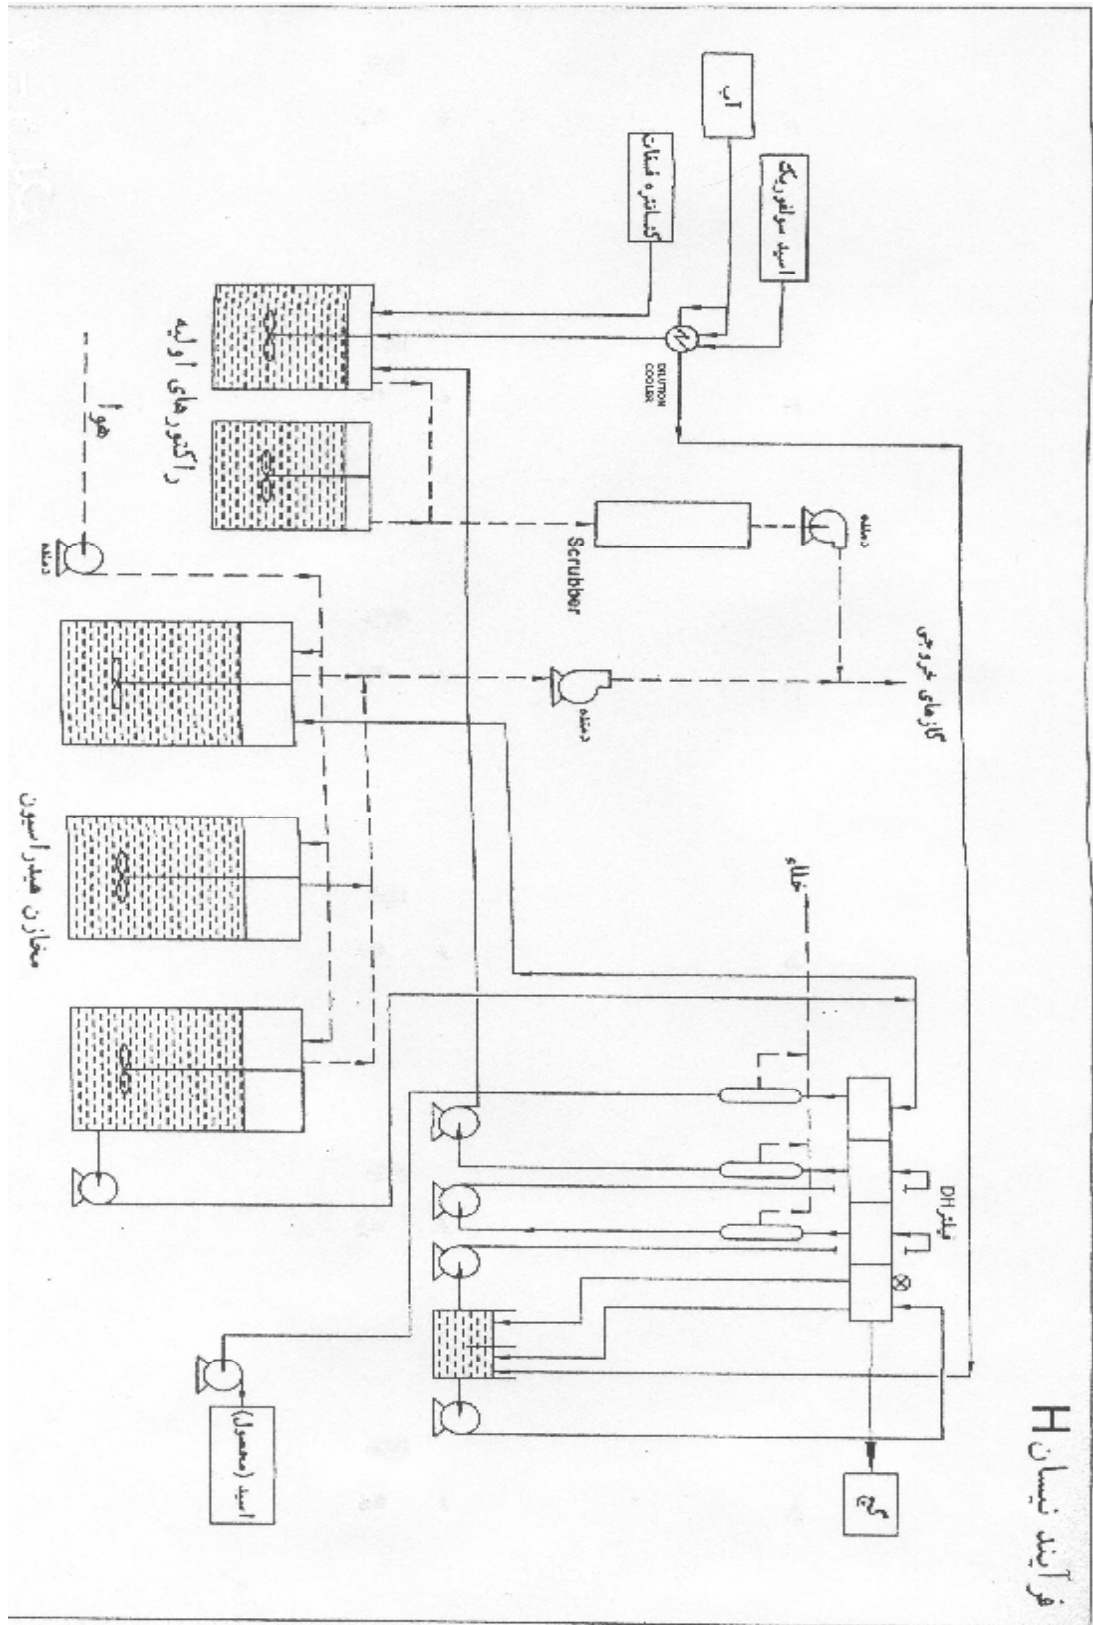 فرآیند نیسان H
آب
اسید سولفوریک
کنسانتره فسفات
DILUTION
COOLER
راکتورهای اولیه
هوا
دمنده
Scrubber
دمنده
دمنده
گازهای خروجی
مخازن هیدراسیون
خلاء
فیلتر DH
اسید (محصول)
گچ